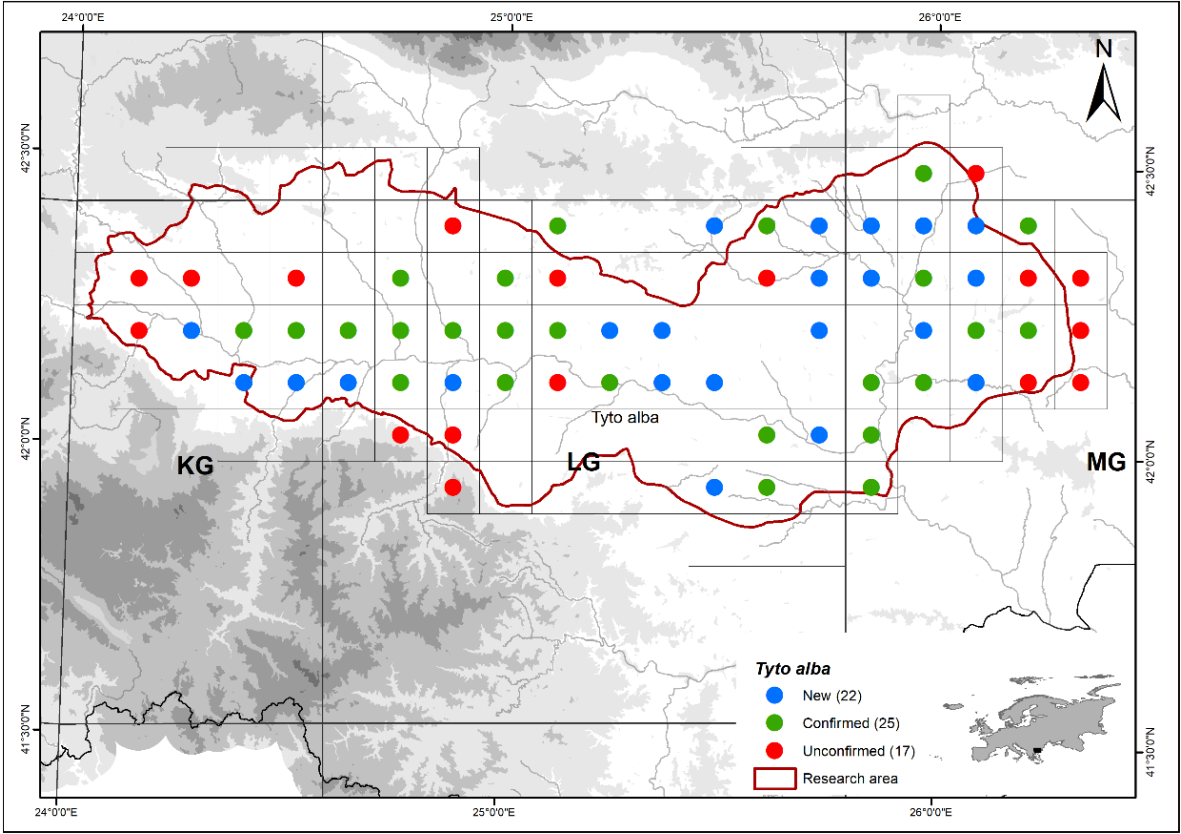 24°0'0"E
25°0'0"E
26°0'0"E
N
42°30'0"N
42°30'0"N
Tyto alba
42°0'0"N
42°0'0"N
KG
LG
MG
Tyto alba
New (22)
Confirmed (25)
Unconfirmed (17)
Research area
41°30'0"N
41°30'0"N
24°0'0"E
25°0'0"E
26°0'0"E